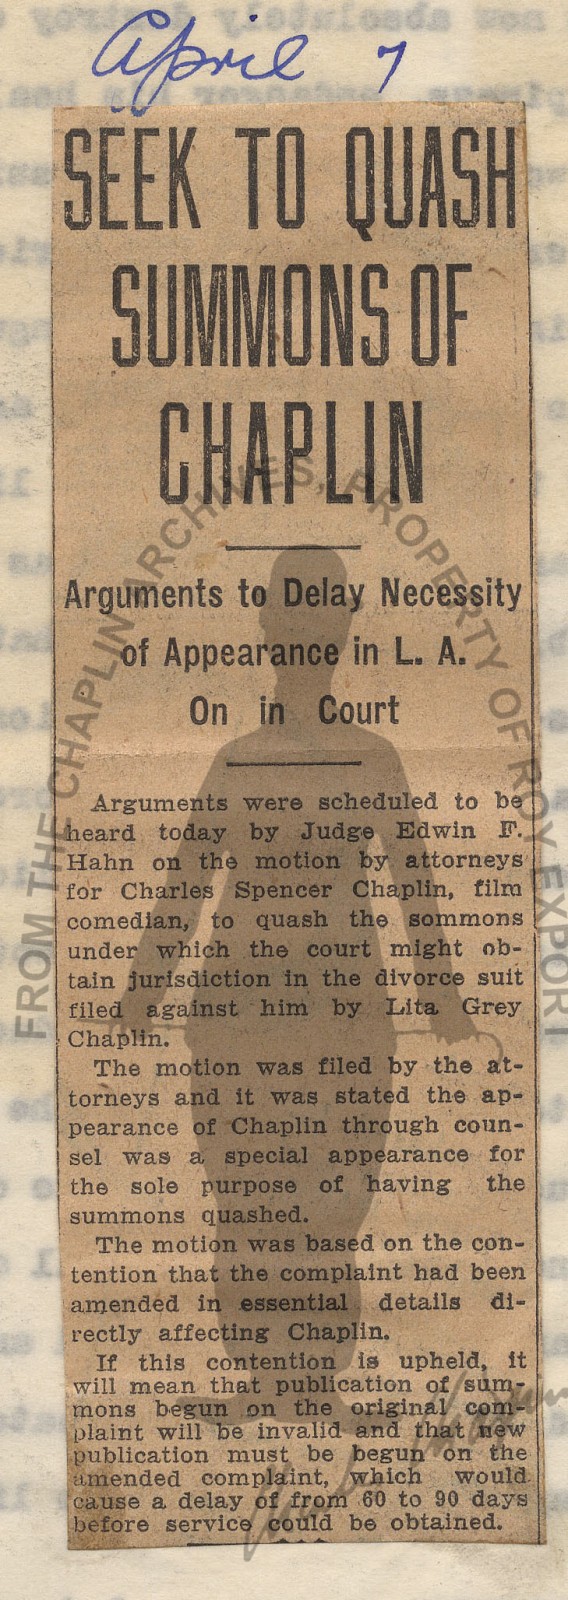 April 7
SEEK TO QUASH
SUMMONS OF
CHAPLIN
Arguments to Delay Necessity
of Appearance in L. A.
On in Court
Arguments were scheduled to be
heard today by Judge Edwin F.
Hahn on the motion by attorneys
for Charles Spencer Chaplin, film
comedian, to quash the sommons
under which the court might ob-
tain jurisdiction in the divorce suit
filed against him by Lita Grey
Chaplin.
The motion was filed by the at-
torneys and it was stated the ap-
pearance of Chaplin through coun-
sel was a special appearance for
the sole purpose of having the
summons quashed.
The motion was based on the con-
tention that the complaint had been
amended in essential details di-
rectly affecting Chaplin.
If this contention is upheld, it
will mean that publication of sum-
mons begun on the original com-
plaint will be invalid and that new
publication must be begun on the
amended complaint, which would
cause a delay of from 60 to 90 days
before service could be obtained.
FROM THE CHAPLIN ARCHIVES, PROPERTY OF ROY EXPORT